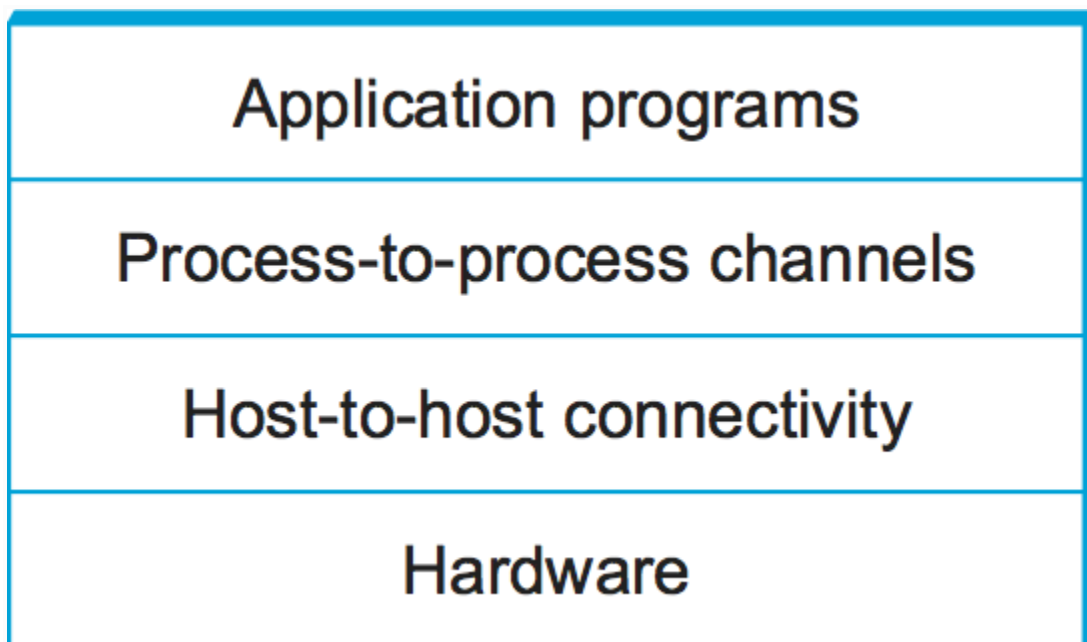 Application programs
Process-to-process channels
Host-to-host connectivity
Hardware